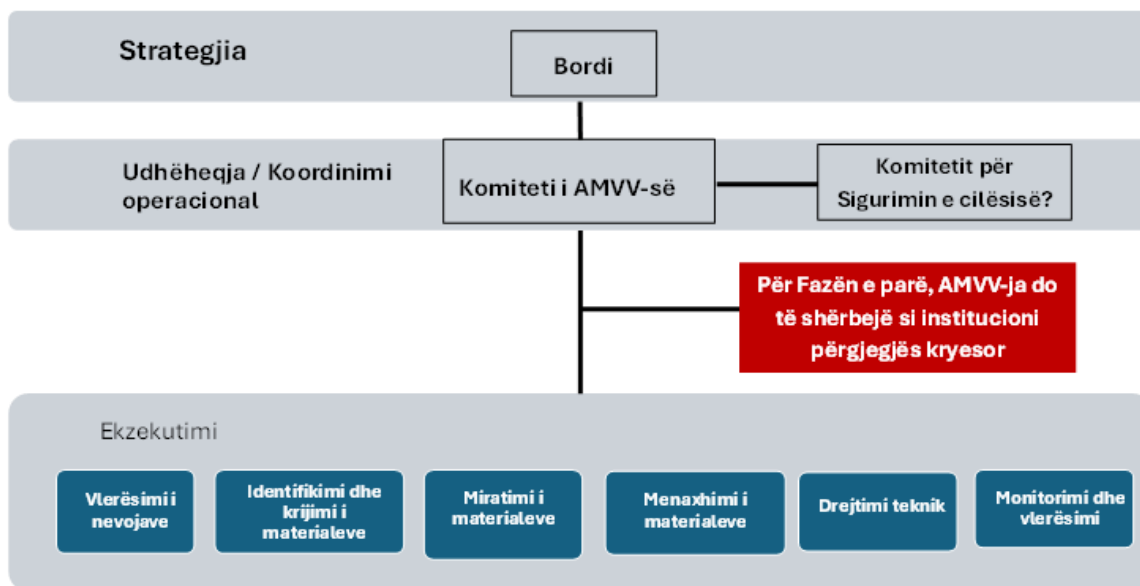 Strategjia
Bordi
Udhëheqja / Koordinimi
operacional
Komiteti i AMVV-së
Komitetit për
Sigurimin e cilësisë?
Për Fazën e parë, AMVV-ja do
të shërbejë si institucioni
përgjegjës kryesor
Ekzekutimi
Vlerësimi i
nevojave
Identifikimi dhe
krijimi i
materialeve
Miratimi i
materialeve
Menaxhimi i
materialeve
Drejtimi teknik
Monitorimi dhe
vlerësimi